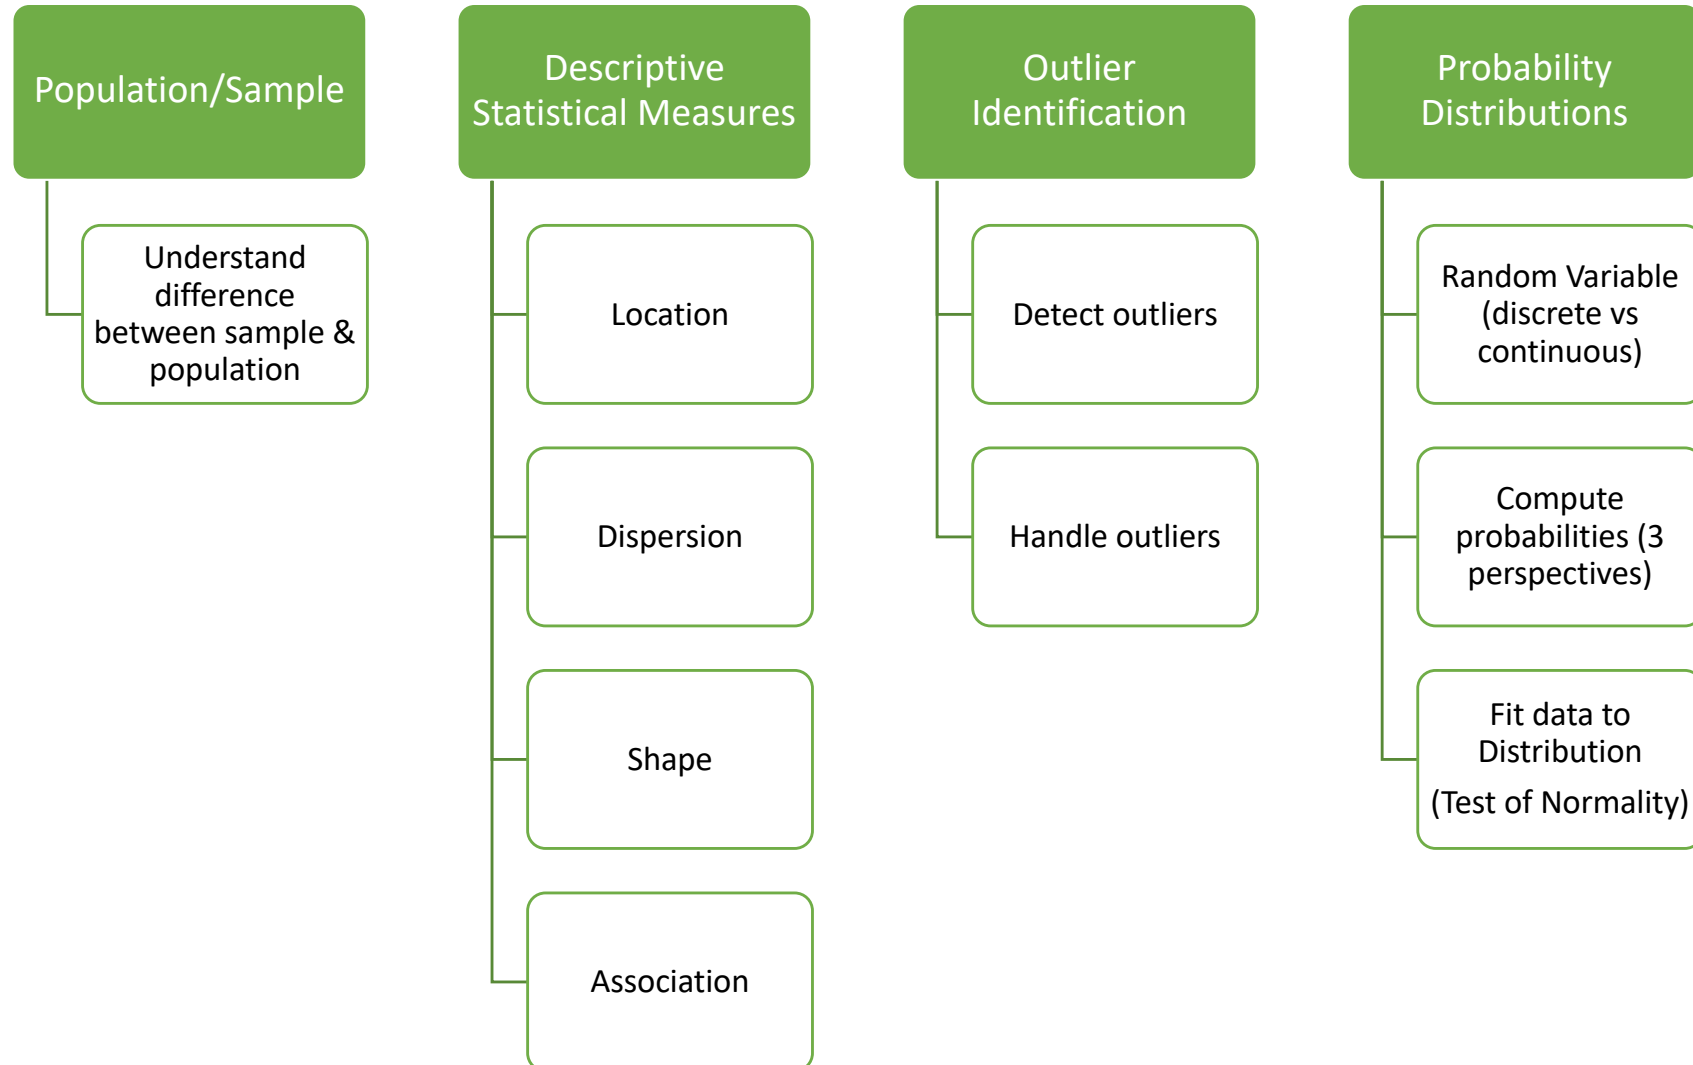 Population/Sample
Understand
difference
between sample &
population
Descriptive
Statistical Measures
Location
Dispersion
Shape
Association
Outlier
Identification
Detect outliers
Handle outliers
Probability
Distributions
Random Variable
(discrete vs
continuous)
Compute
probabilities (3
perspectives)
Fit data to
Distribution
(Test of Normality)